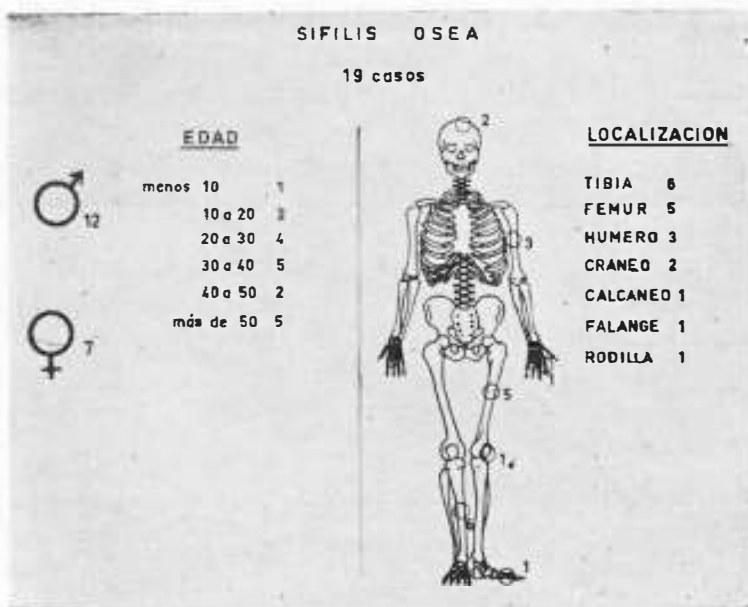 SIFILIS OSEA
19 casos
EDAD
menos 10 1
10 a 20
20 a 30 4
30 a 40 5
40 a 50 2
más de 50 5
12
7
2
3
5
1
1
LOCALIZACION
TIBIA 6
FEMUR 5
HUMERO 3
CRANEO 2
CALCANEO 1
FALANGE 1
RODILLA 1